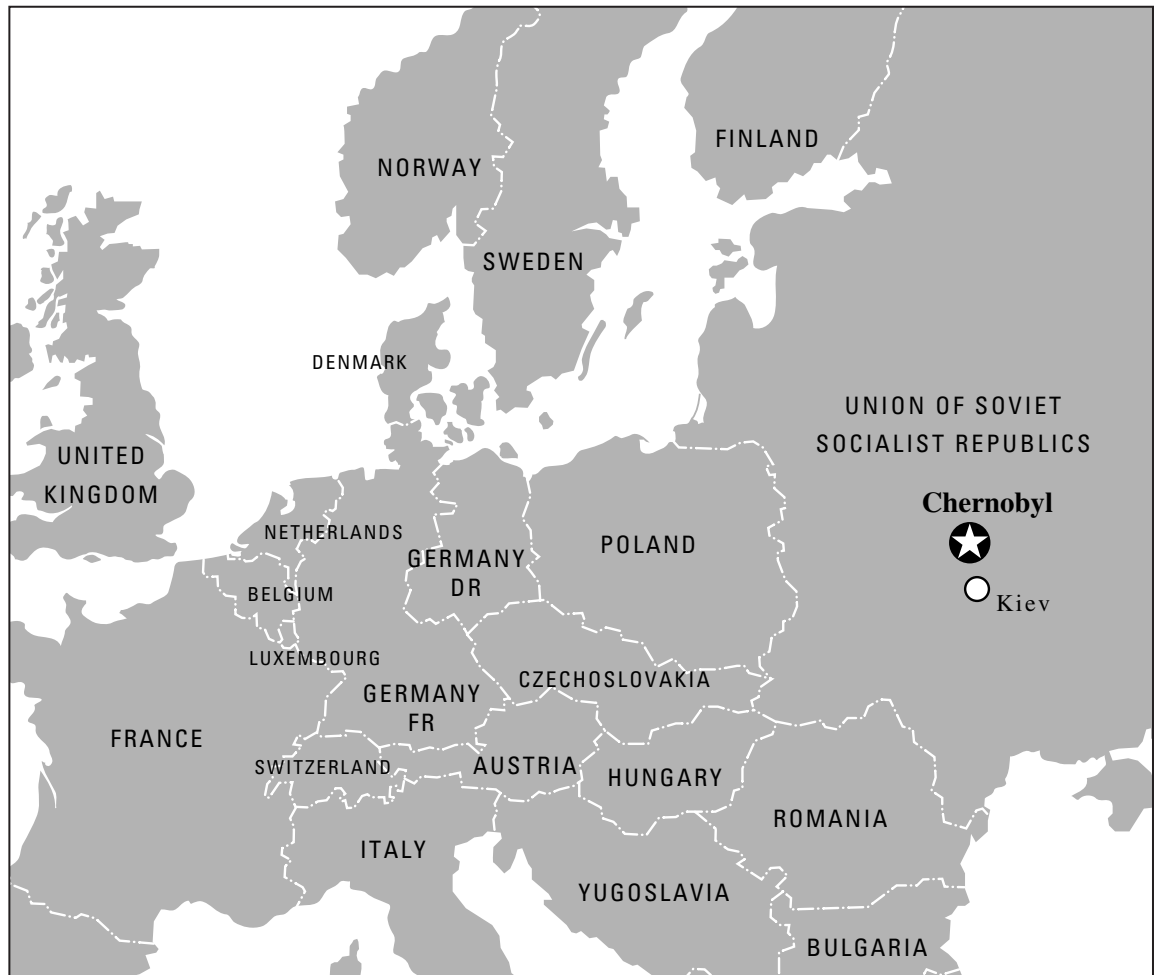 FINLAND
NORWAY
SWEDEN
DENMARK
UNION OF SOVIET
SOCIALIST REPUBLICS
UNITED
KINGDOM
Chernobyl
NETHERLANDS
POLAND
GERMANY
DR
BELGIUM
Kiev
LUXEMBOURG
CZECHOSLOVAKIA
GERMANY
FR
FRANCE
SWITZERLAND
AUSTRIA
HUNGARY
ROMANIA
ITALY
YUGOSLAVIA
BULGARIA